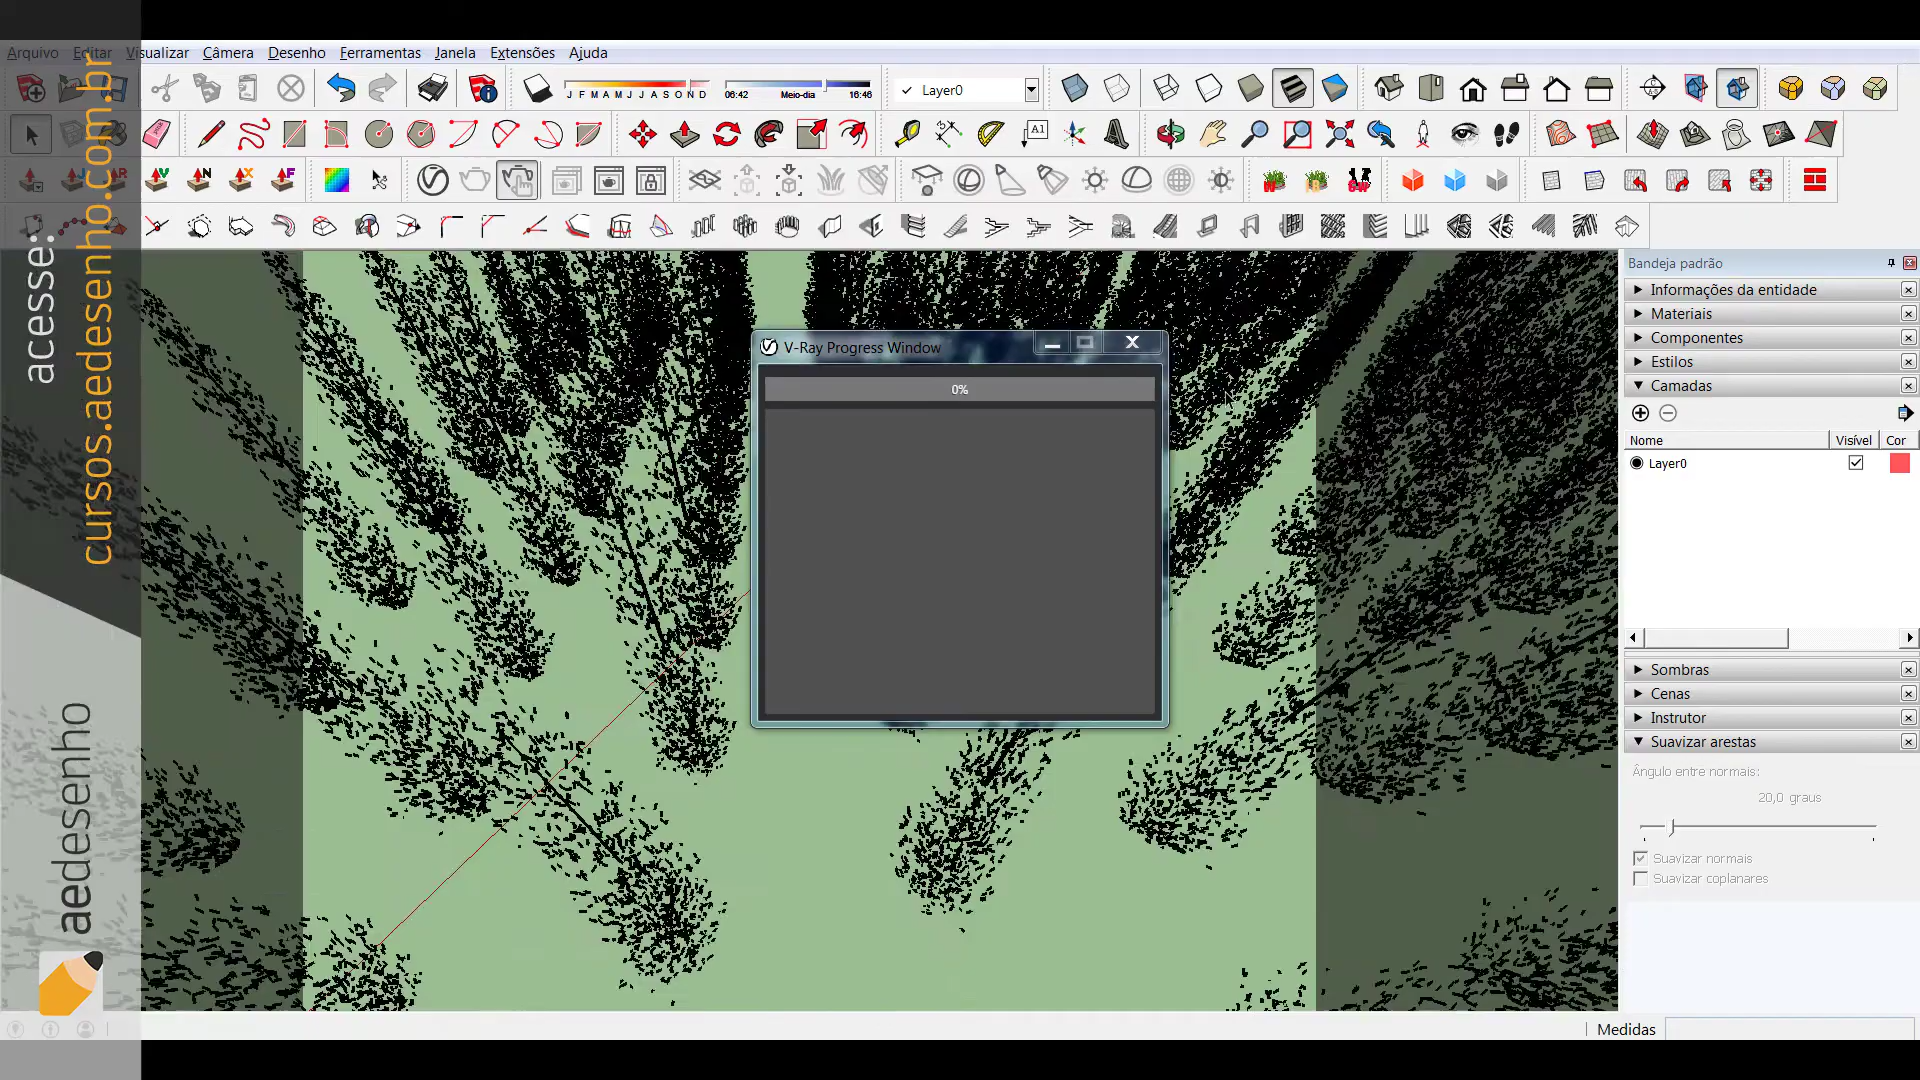 Arquivo Editar Visualizar Câmera Desenho Ferramentas Janela Extensões Ajuda
J F M A M J J A S O N D 06:42 Meio-dia 16:46 Layer0
A1
V N X F
acesse:
cursos.aedesenho.com.br
aedesenho
V-Ray Progress Window
0%
Bandeja padrão
Informações da entidade
Materiais
Componentes
Estilos
Camadas
Nome Visível Cor
Layer0
Sombras
Cenas
Instrutor
Suavizar arestas
Ângulo entre normais:
20,0 graus
Suavizar normais
Suavizar coplanares
Medidas